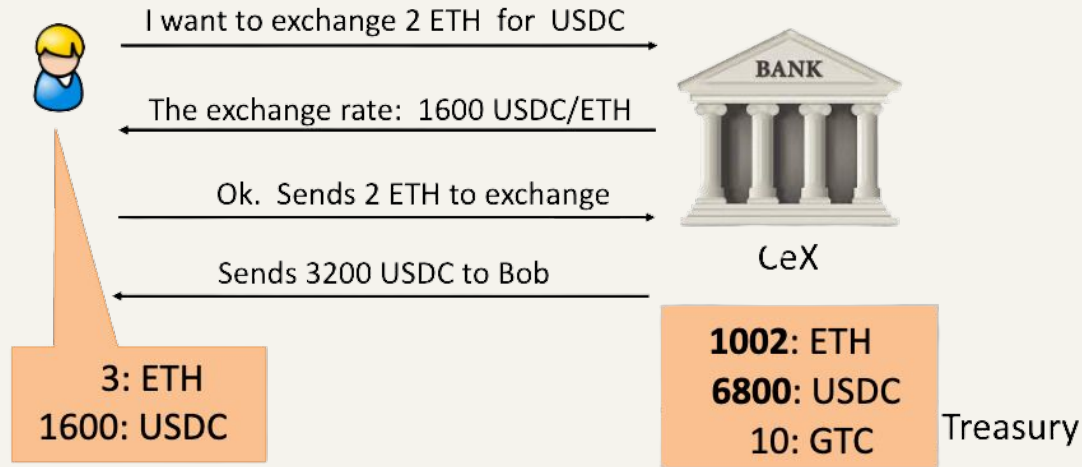 I want to exchange 2 ETH for USDC
BANK
The exchange rate: 1600 USDC/ETH
Ok. Sends 2 ETH to exchange
CeX
Sends 3200 USDC to Bob
3: ETH
1600: USDC
1002: ETH
6800: USDC
10: GTC
Treasury